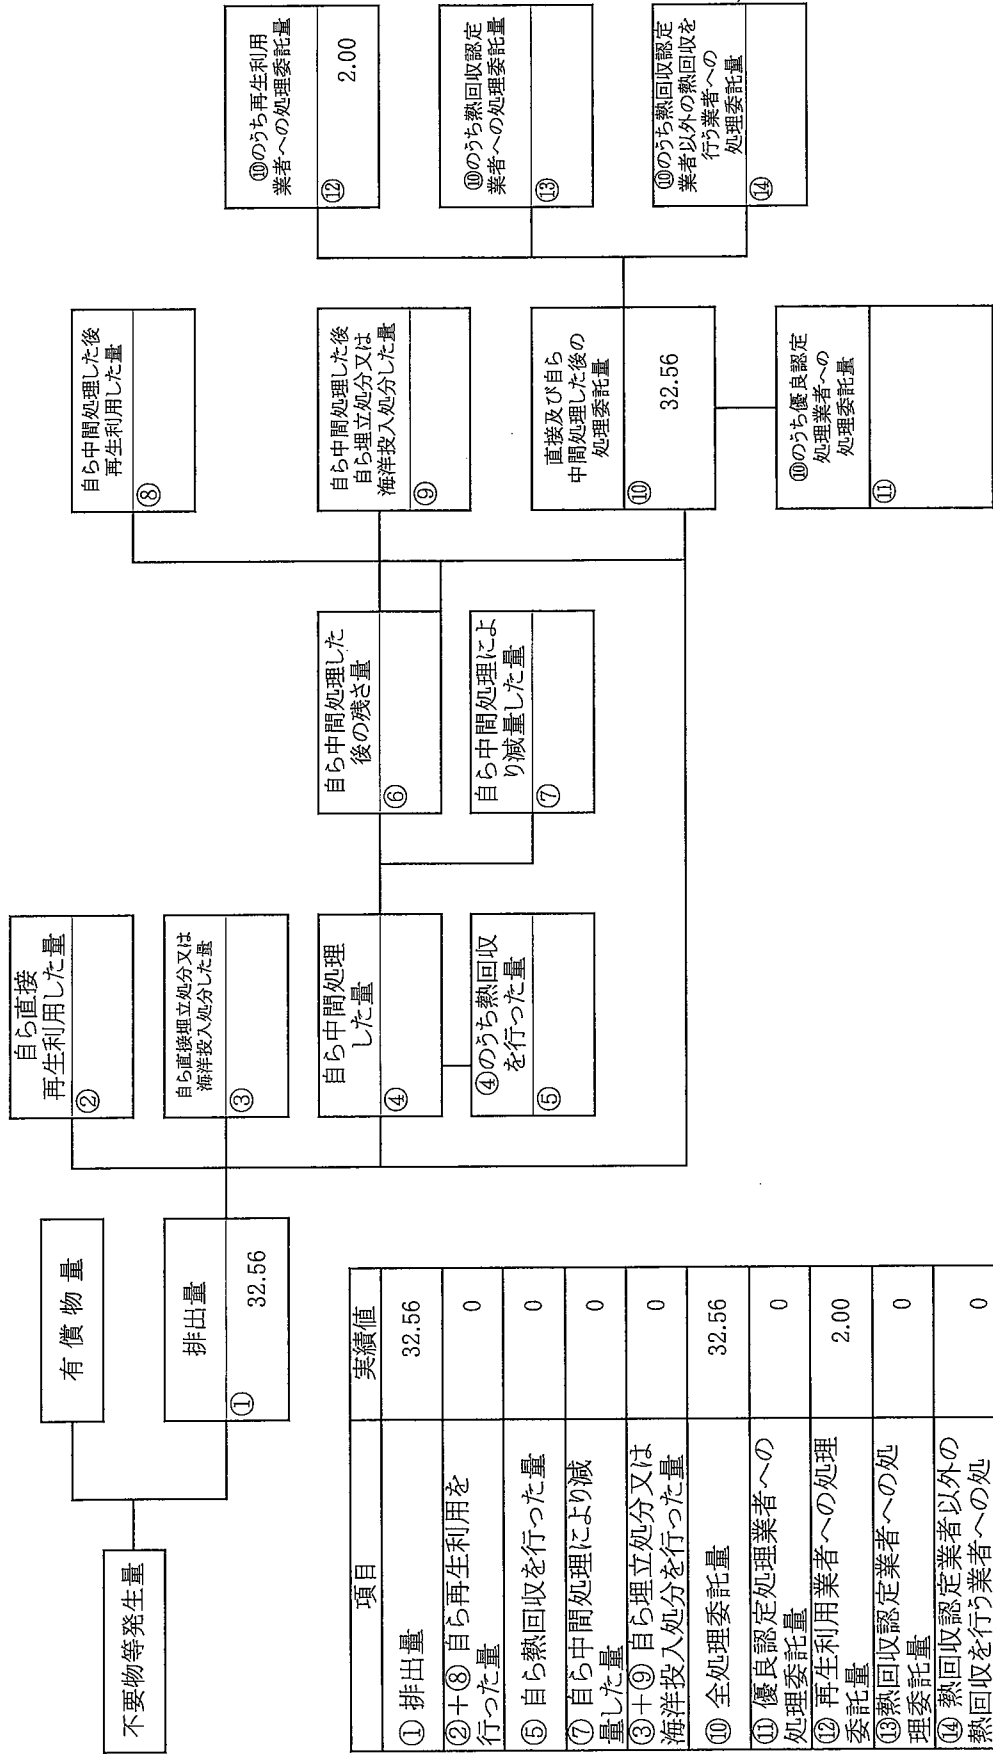 不要物等発生量
有 償 物 量
排出量
①
32.56
自ら直接
再生利用した量
②
自ら直接埋立処分又は
海洋投入処分した量
③
自ら中間処理
した量
④
④のうち熱回収
を行った量
⑤
自ら中間処理した
後の残さ量
⑥
自ら中間処理によ
り減量した量
⑦
自ら中間処理した後
再生利用した量
⑧
自ら中間処理した後
自ら埋立処分又は
海洋投入処分した量
⑨
直接及び自ら
中間処理した後の
処理委託量
⑩
32.56
⑩のうち優良認定
処理業者への
処理委託量
⑪
⑩のうち再生利用
業者への処理委託量
⑫
2.00
⑩のうち熱回収認定
業者への処理委託量
⑬
⑩のうち熱回収認定
業者以外の熱回収を
行う業者への
処理委託量
⑭
項目 実績値
① 排出量 32.56
②＋⑧ 自ら再生利用を
行った量 0
⑤ 自ら熱回収を行った量 0
⑦ 自ら中間処理により減
量した量 0
③＋⑨ 自ら埋立処分又は
海洋投入処分を行った量 0
⑩ 全処理委託量 32.56
⑪ 優良認定処理業者への
処理委託量 0
⑫ 再生利用業者への処理
委託量 2.00
⑬熱回収認定業者への処
理委託量 0
⑭ 熱回収認定業者以外の
熱回収を行う業者への処 0